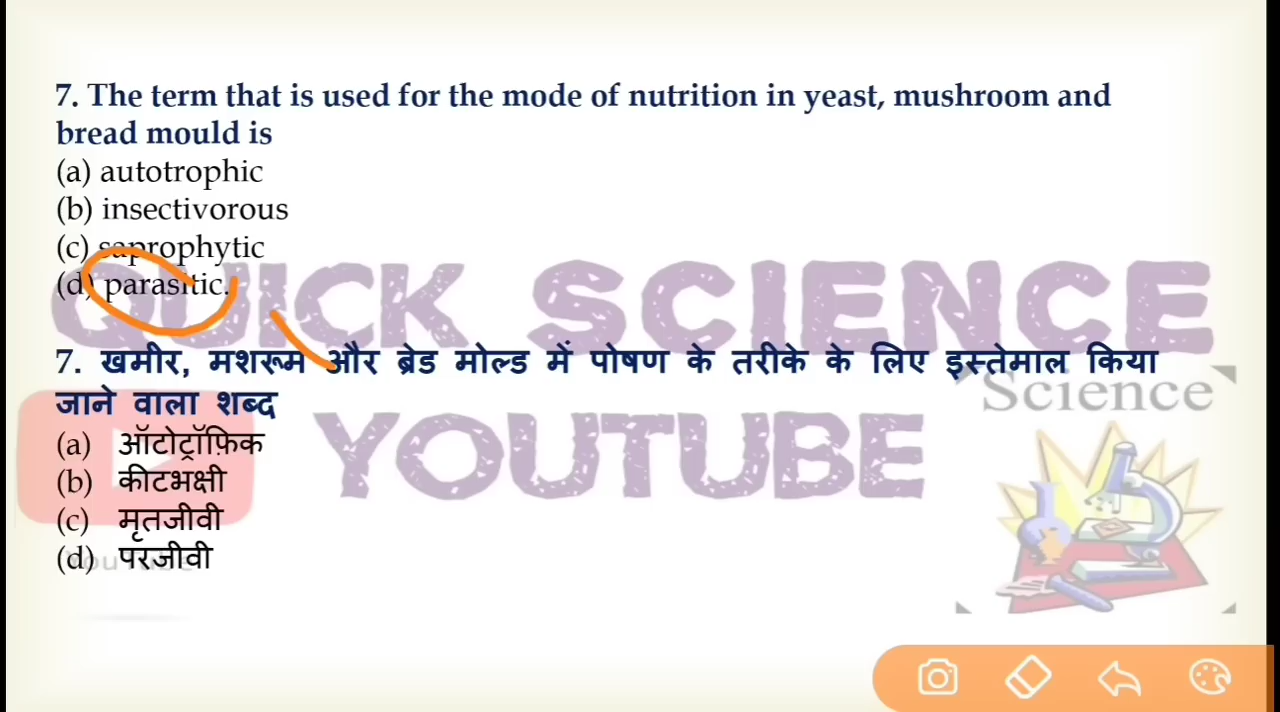 7. The term that is used for the mode of nutrition in yeast, mushroom and
bread mould is
(a) autotrophic
(b) insectivorous
(c) saprophytic
(d) parasitic.
QUICK SCIENCE
7. खमीर, मशरूम और ब्रेड मोल्ड में पोषण के तरीके के लिए इस्तेमाल किया
जाने वाला शब्द
Science
YOUTUBE
(a) ऑटोट्रॉफ़िक
(b) कीटभक्षी
(c) मृतजीवी
(d) परजीवी
YouTube